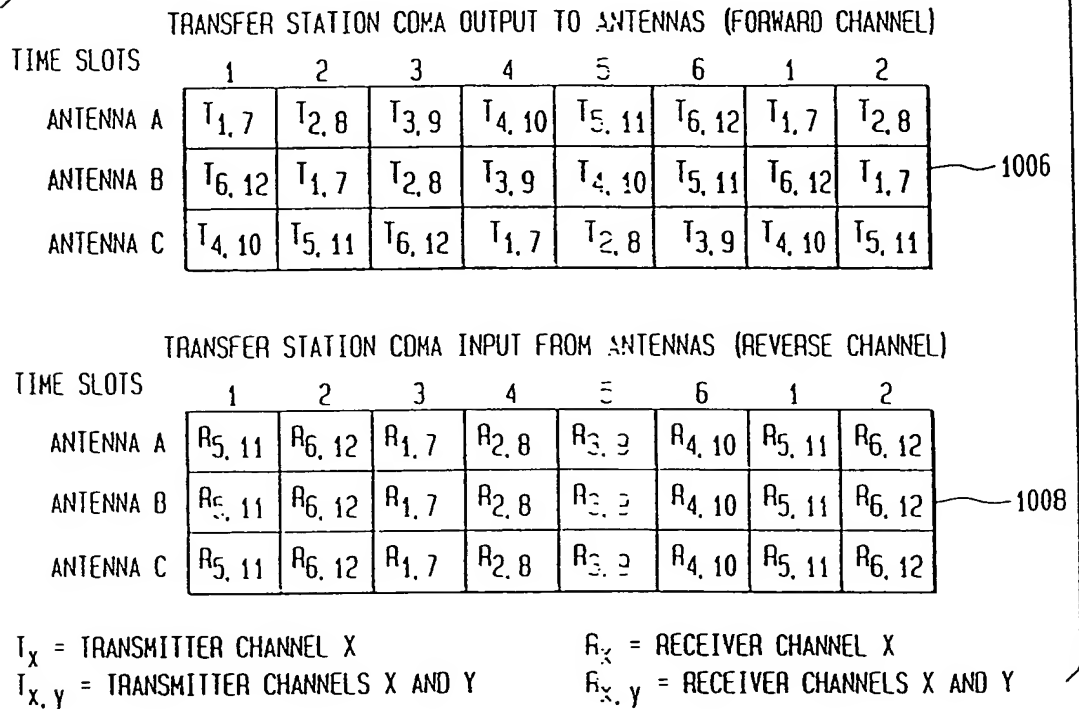 TRANSFER STATION CDMA OUTPUT TO ANTENNAS (FORWARD CHANNEL)
TIME SLOTS 1 2 3 4 5 6 1 2
ANTENNA A T1, 7 T2, 8 T3, 9 T4, 10 T5, 11 T6, 12 T1, 7 T2, 8
ANTENNA B T6, 12 T1, 7 T2, 8 T3, 9 T4, 10 T5, 11 T6, 12 T1, 7 1006
ANTENNA C T4, 10 T5, 11 T6, 12 T1, 7 T2, 8 T3, 9 T4, 10 T5, 11
TRANSFER STATION CDMA INPUT FROM ANTENNAS (REVERSE CHANNEL)
TIME SLOTS 1 2 3 4 5 6 1 2
ANTENNA A R5, 11 R6, 12 R1, 7 R2, 8 R3, 9 R4, 10 R5, 11 R6, 12
ANTENNA B R5, 11 R6, 12 R1, 7 R2, 8 R3, 9 R4, 10 R5, 11 R6, 12 1008
ANTENNA C R5, 11 R6, 12 R1, 7 R2, 8 R3, 9 R4, 10 R5, 11 R6, 12
TX = TRANSMITTER CHANNEL X RX = RECEIVER CHANNEL X
TX, Y = TRANSMITTER CHANNELS X AND Y RX, Y = RECEIVER CHANNELS X AND Y